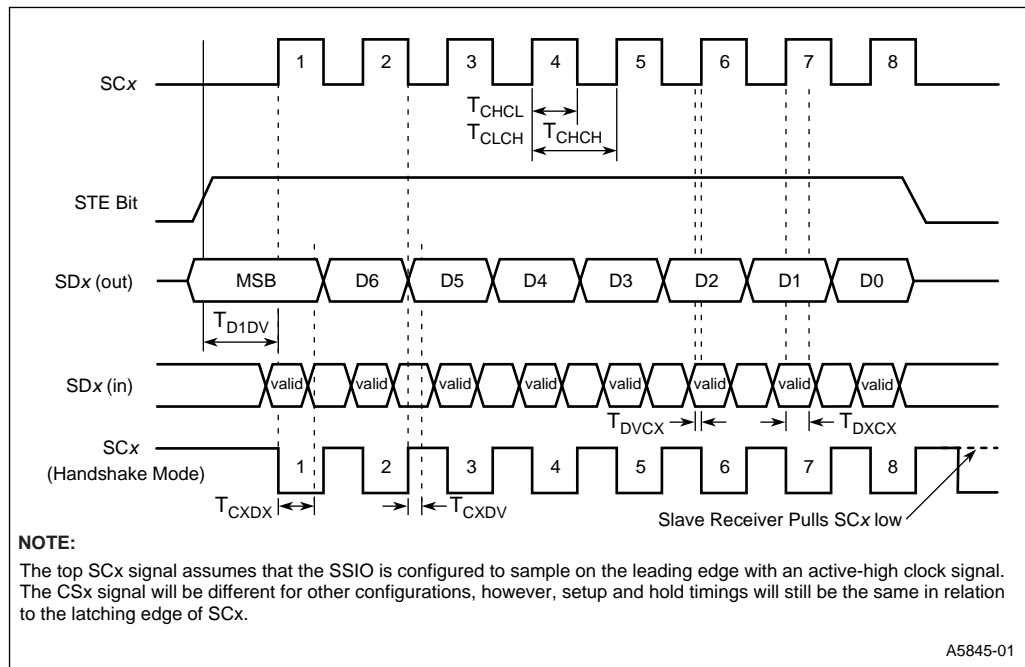 SCx
1 2 3 4 5 6 7 8
TCHCL
TCLCH TCHCH
STE Bit
SDx (out)
MSB D6 D5 D4 D3 D2 D1 D0
TD1DV
SDx (in)
valid valid valid valid valid valid valid valid
TDVCX TDXCX
SCx
(Handshake Mode)
1 2 3 4 5 6 7 8
TCXDX TCXDV
Slave Receiver Pulls SCx low
NOTE:
The top SCx signal assumes that the SSIO is configured to sample on the leading edge with an active-high clock signal.
The CSx signal will be different for other configurations, however, setup and hold timings will still be the same in relation
to the latching edge of SCx.
A5845-01